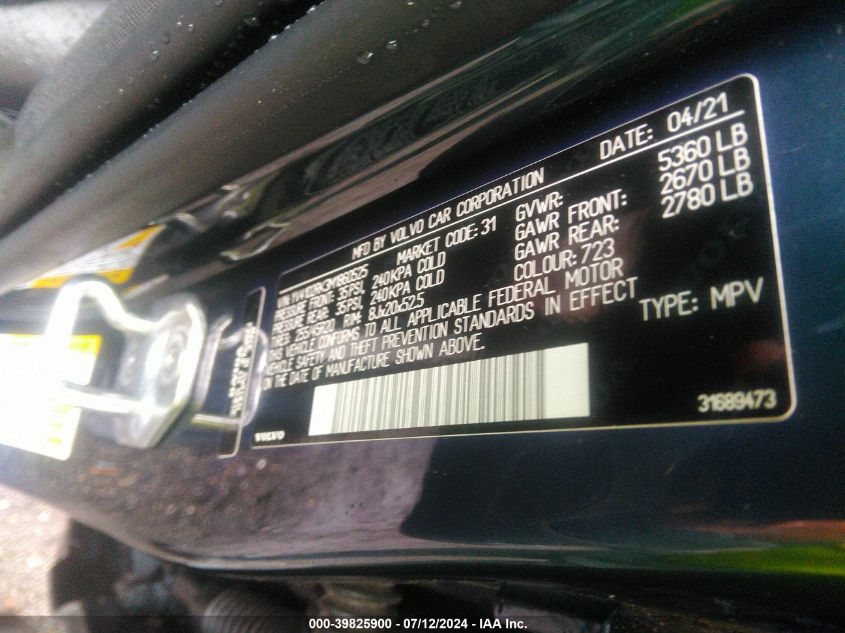 MFD BY VOLVO CAR CORPORATION DATE: 04/21
MARKET CODE: 31 GVWR: 5360 LB
PRESSURE FRONT: 35PSI, 240KPA COLD GAWR FRONT: 2670 LB
PRESSURE REAR: 35PSI, 240KPA COLD GAWR REAR: 2780 LB
TIRES: 255/45R20 RIM: 8Jx20x52.5 COLOUR: 723
THIS VEHICLE CONFORMS TO ALL APPLICABLE FEDERAL MOTOR
VEHICLE SAFETY AND THEFT PREVENTION STANDARDS IN EFFECT
ON THE DATE OF MANUFACTURE SHOWN ABOVE. TYPE: MPV
VOLVO 31689473
000-39825900 - 07/12/2024 - IAA Inc.